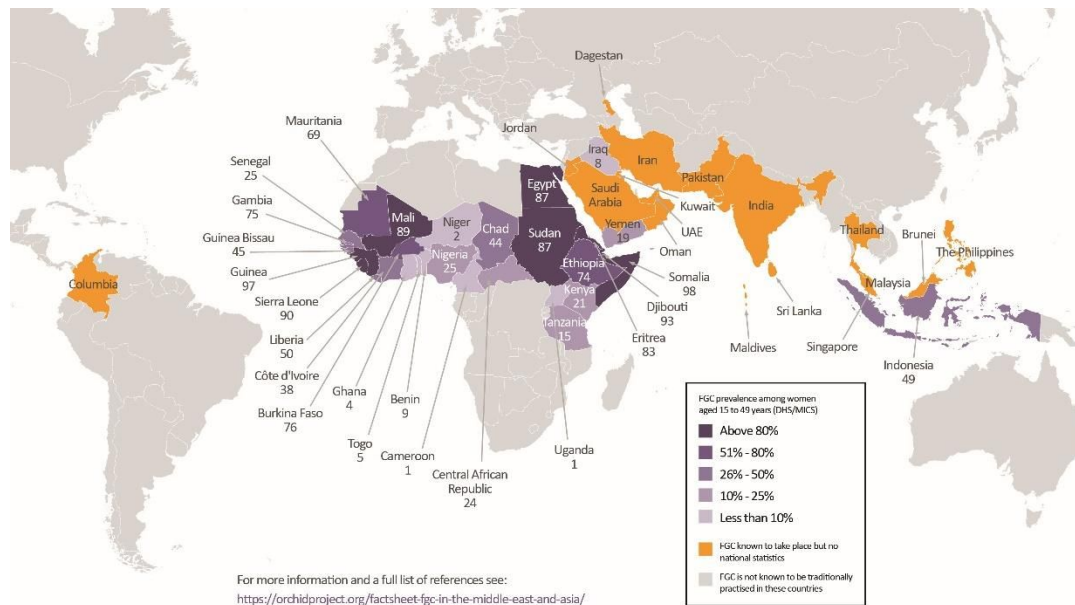 Dagestan
Mauritania
69
Jordan
Iraq
8
Iran
Senegal
25
Egypt
87
Saudi
Arabia
Pakistan
Kuwait
India
Gambia
75
Mali
89
Niger
2
Chad
44
Sudan
87
Yemen
19
UAE
Oman
Thailand
Brunei
The Philippines
Guinea Bissau
45
Nigeria
25
Ethiopia
74
Somalia
98
Guinea
97
Columbia
Kenya
21
Djibouti
93
Malaysia
Sri Lanka
Sierra Leone
90
Tanzania
15
Eritrea
83
Maldives
Singapore
Indonesia
49
Liberia
50
Côte d'Ivoire
38
Ghana
4
Benin
9
Burkina Faso
76
Togo
5
Cameroon
1
Central African
Republic
24
Uganda
1
FGC prevalence among women
aged 15 to 49 years (DHS/MICS)
Above 80%
51% - 80%
26% - 50%
10% - 25%
Less than 10%
FGC known to take place but no
national statistics
FGC is not known to be traditionally
practised in these countries
For more information and a full list of references see:
https://orchidproject.org/factsheet-fgc-in-the-middle-east-and-asia/